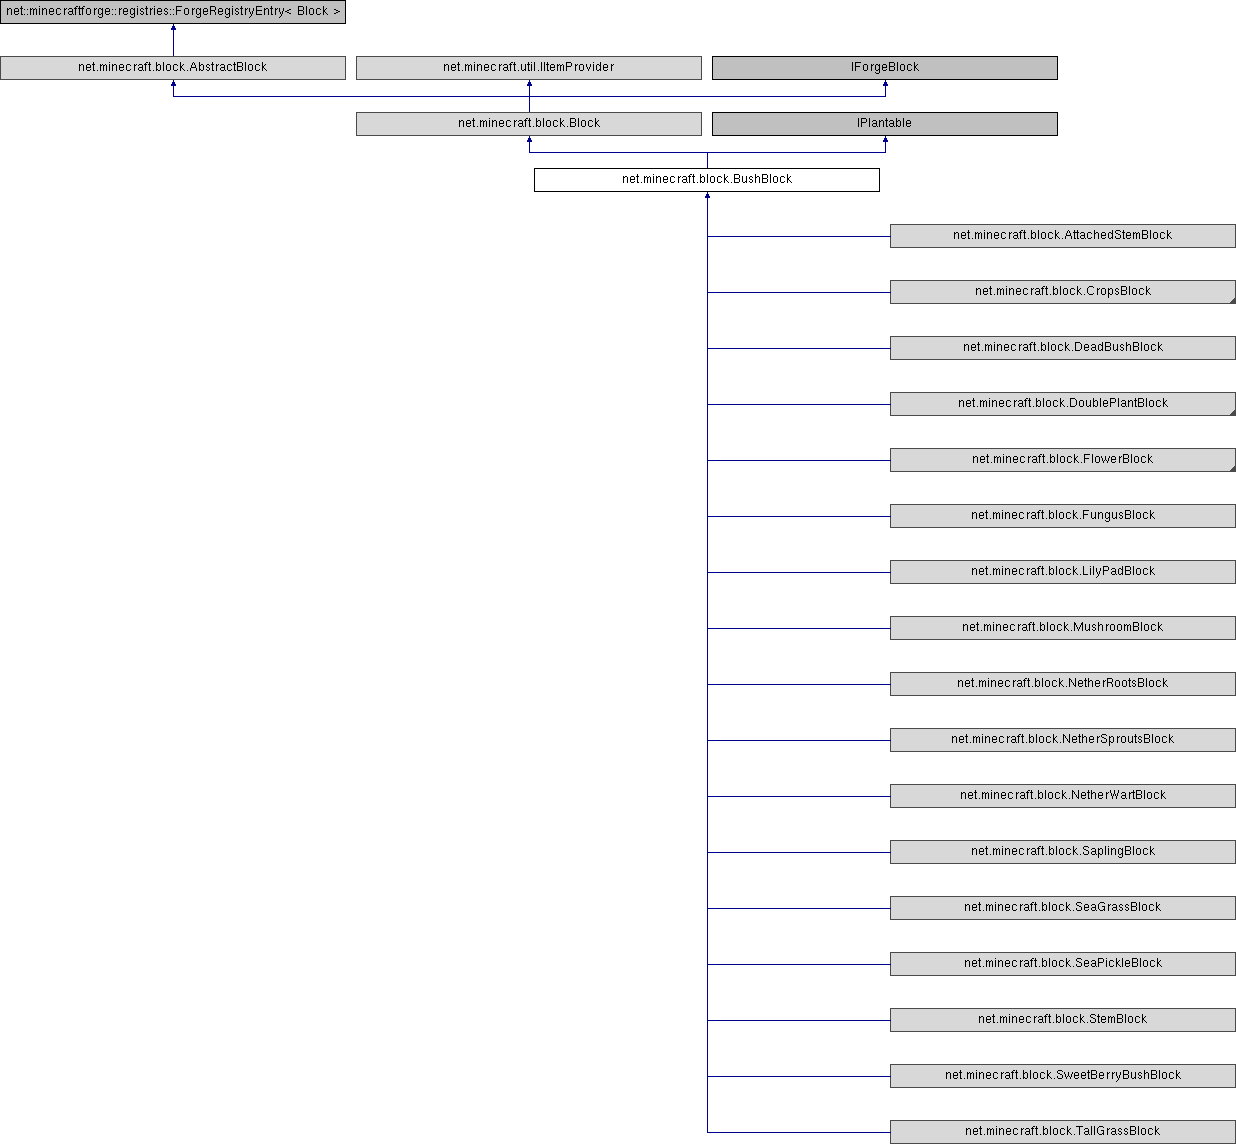 net::minecraftforge::registries::ForgeRegistryEntry< Block >
net.minecraft.block.AbstractBlock
net.minecraft.util.IItemProvider
IForgeBlock
net.minecraft.block.Block
IPlantable
net.minecraft.block.BushBlock
net.minecraft.block.AttachedStemBlock
net.minecraft.block.CropsBlock
net.minecraft.block.DeadBushBlock
net.minecraft.block.DoublePlantBlock
net.minecraft.block.FlowerBlock
net.minecraft.block.FungusBlock
net.minecraft.block.LilyPadBlock
net.minecraft.block.MushroomBlock
net.minecraft.block.NetherRootsBlock
net.minecraft.block.NetherSproutsBlock
net.minecraft.block.NetherWartBlock
net.minecraft.block.SaplingBlock
net.minecraft.block.SeaGrassBlock
net.minecraft.block.SeaPickleBlock
net.minecraft.block.StemBlock
net.minecraft.block.SweetBerryBushBlock
net.minecraft.block.TallGrassBlock